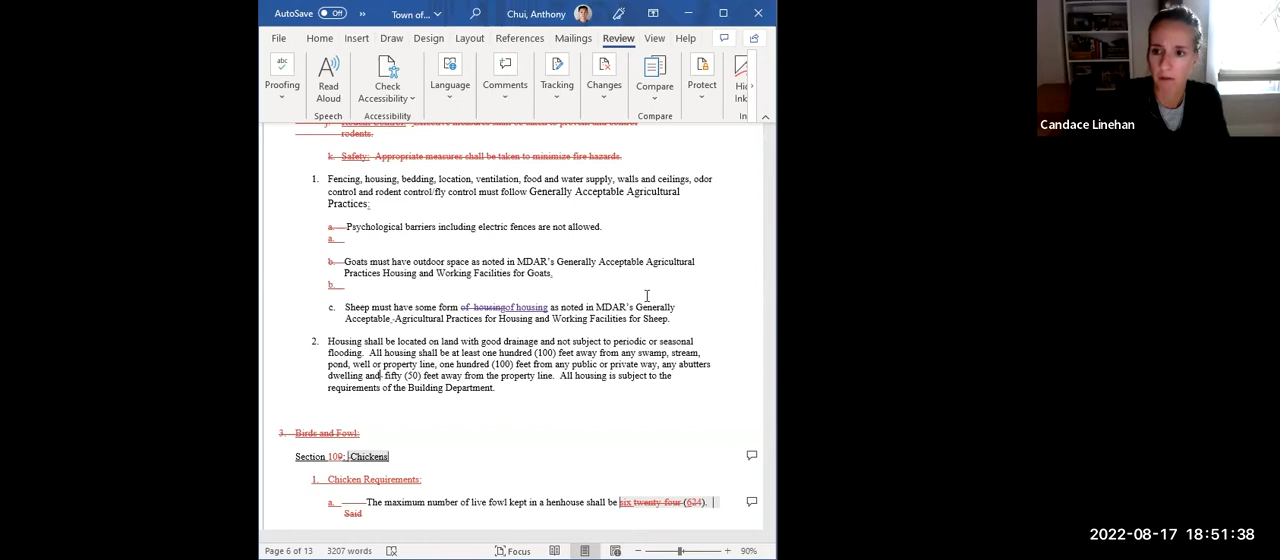 AutoSave Off Town of... Chui, Anthony
File Home Insert Draw Design Layout References Mailings Review View Help
Proofing
Read Aloud
Check Accessibility
Language
Comments
Tracking
Changes
Compare
Protect
Hide Ink
Speech Accessibility Compare
Candace Linehan
rodents.
k. Safety: Appropriate measures shall be taken to minimize fire hazards.
1. Fencing, housing, bedding, location, ventilation, food and water supply, walls and ceilings, odor
control and rodent control/fly control must follow Generally Acceptable Agricultural
Practices:
a. Psychological barriers including electric fences are not allowed.
a.
b. Goats must have outdoor space as noted in MDAR's Generally Acceptable Agricultural
Practices Housing and Working Facilities for Goats.
b.
c. Sheep must have some form of housingof housing as noted in MDAR's Generally
Acceptable Agricultural Practices for Housing and Working Facilities for Sheep.
2. Housing shall be located on land with good drainage and not subject to periodic or seasonal
flooding. All housing shall be at least one hundred (100) feet away from any swamp, stream,
pond, well or property line, one hundred (100) feet from any public or private way, any abutters
dwelling and fifty (50) feet away from the property line. All housing is subject to the
requirements of the Building Department.
3. Birds and Fowl:
Section 109: Chickens
1. Chicken Requirements:
a. The maximum number of live fowl kept in a henhouse shall be six twenty-four (624).
Said
Page 6 of 13 3207 words Focus 90%
2022-08-17 18:51:38